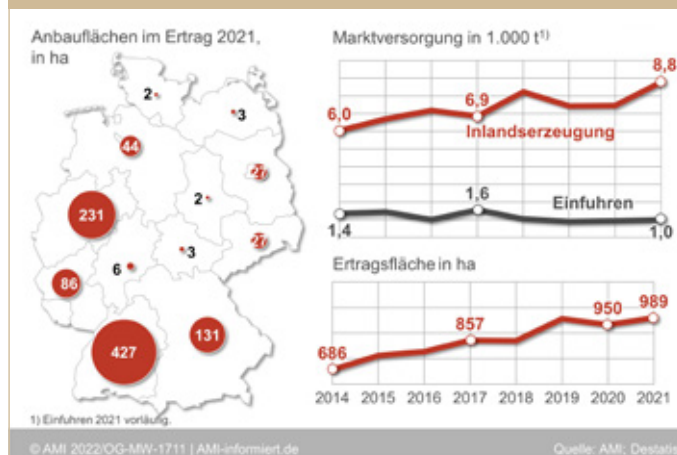 Anbauflächen im Ertrag 2021,
in ha
2
3
44
27
2
231
27
3
6
86
131
427
1) Einfuhren 2021 vorläufig.
Marktversorgung in 1.000 t1)
8,8
6,9
6,0
Inlandserzeugung
1,6
Einfuhren
1,4
1,0
Ertragsfläche in ha
989
950
857
686
2014 2015 2016 2017 2018 2019 2020 2021
© AMI 2022/OG-MW-1711 | AMI-informiert.de
Quelle: AMI; Destatis